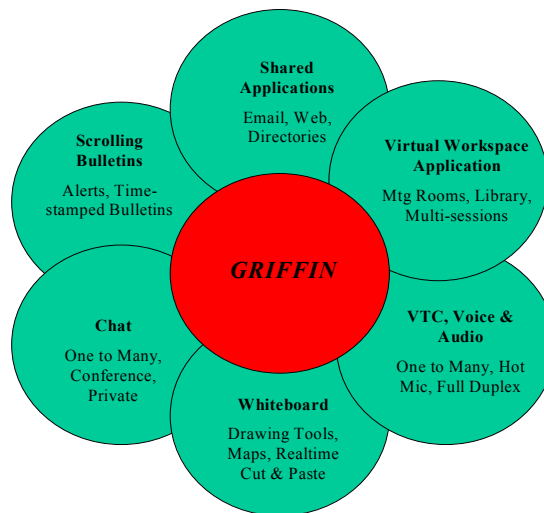 Shared
Applications
Email, Web,
Directories
Scrolling
Bulletins
Alerts, Time-
stamped Bulletins
Virtual Workspace
Application
Mtg Rooms, Library,
Multi-sessions
GRIFFIN
Chat
One to Many,
Conference,
Private
VTC, Voice &
Audio
One to Many, Hot
Mic, Full Duplex
Whiteboard
Drawing Tools,
Maps, Realtime
Cut & Paste